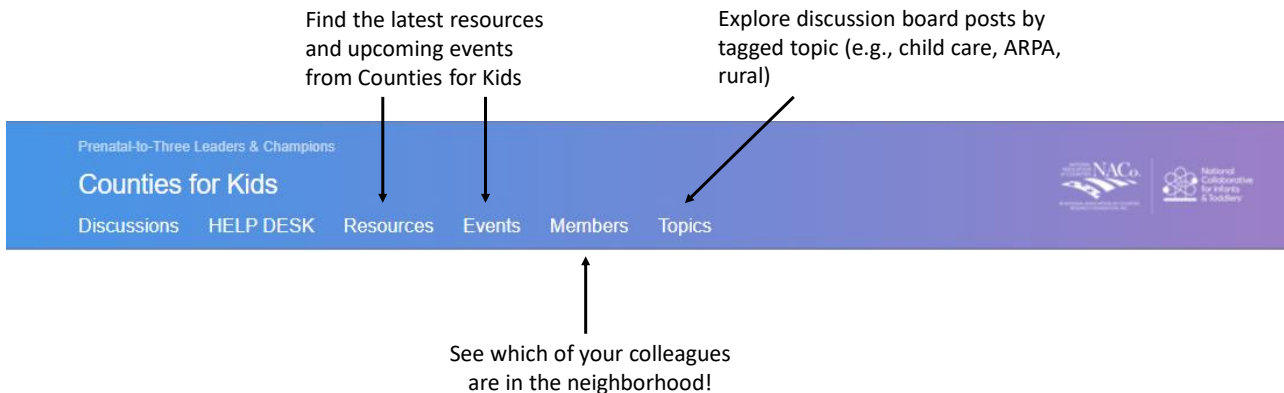 Find the latest resources
and upcoming events
from Counties for Kids
Explore discussion board posts by
tagged topic (e.g., child care, ARPA,
rural)
Prenatal-to-Three Leaders & Champions
Counties for Kids
Discussions HELP DESK Resources Events Members Topics
NACo.
National
Collaborative
for Infants
& Toddlers
See which of your colleagues
are in the neighborhood!